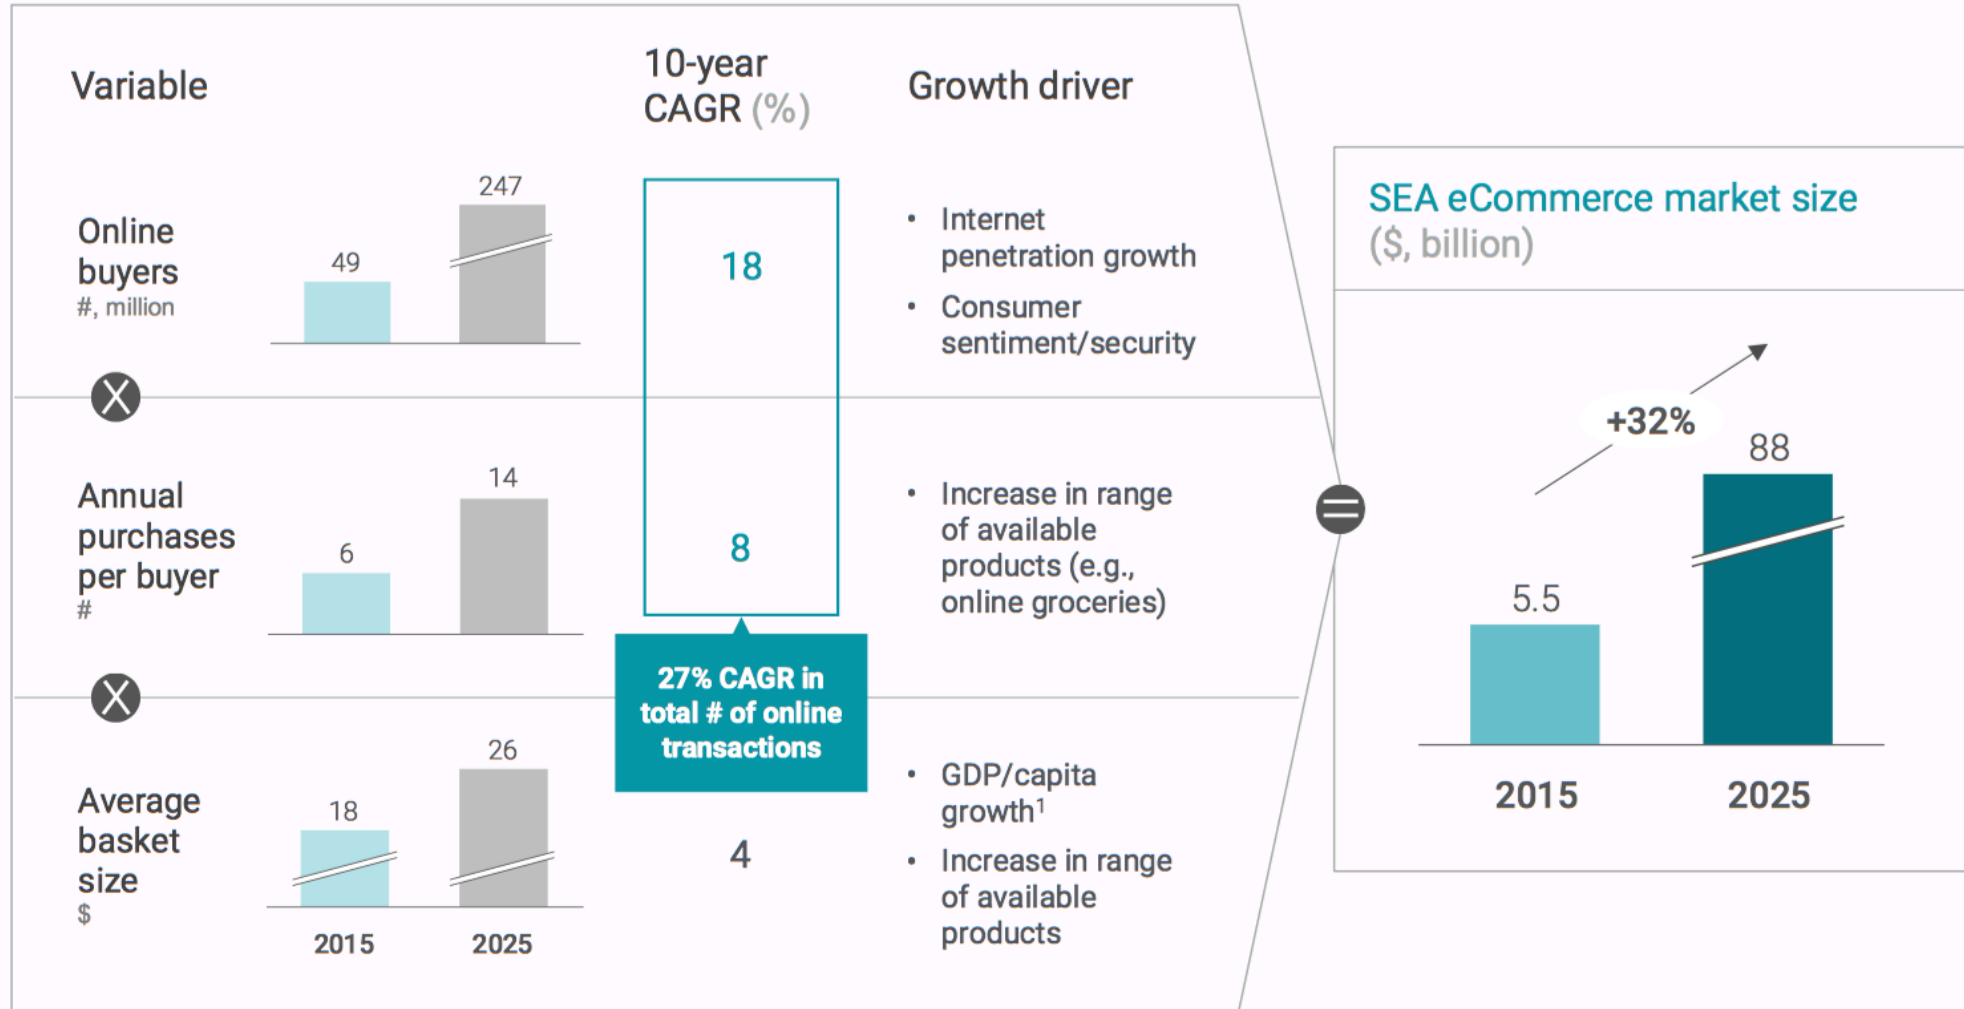 Variable
10-year
CAGR (%)
Growth driver
Online
buyers
#, million
49
247
18
• Internet
penetration growth
• Consumer
sentiment/security
X
Annual
purchases
per buyer
#
6
14
8
• Increase in range
of available
products (e.g.,
online groceries)
27% CAGR in
total # of online
transactions
X
Average
basket
size
$
18
26
4
• GDP/capita
growth¹
• Increase in range
of available
products
2015
2025
=
SEA eCommerce market size
($, billion)
+32%
5.5
88
2015
2025